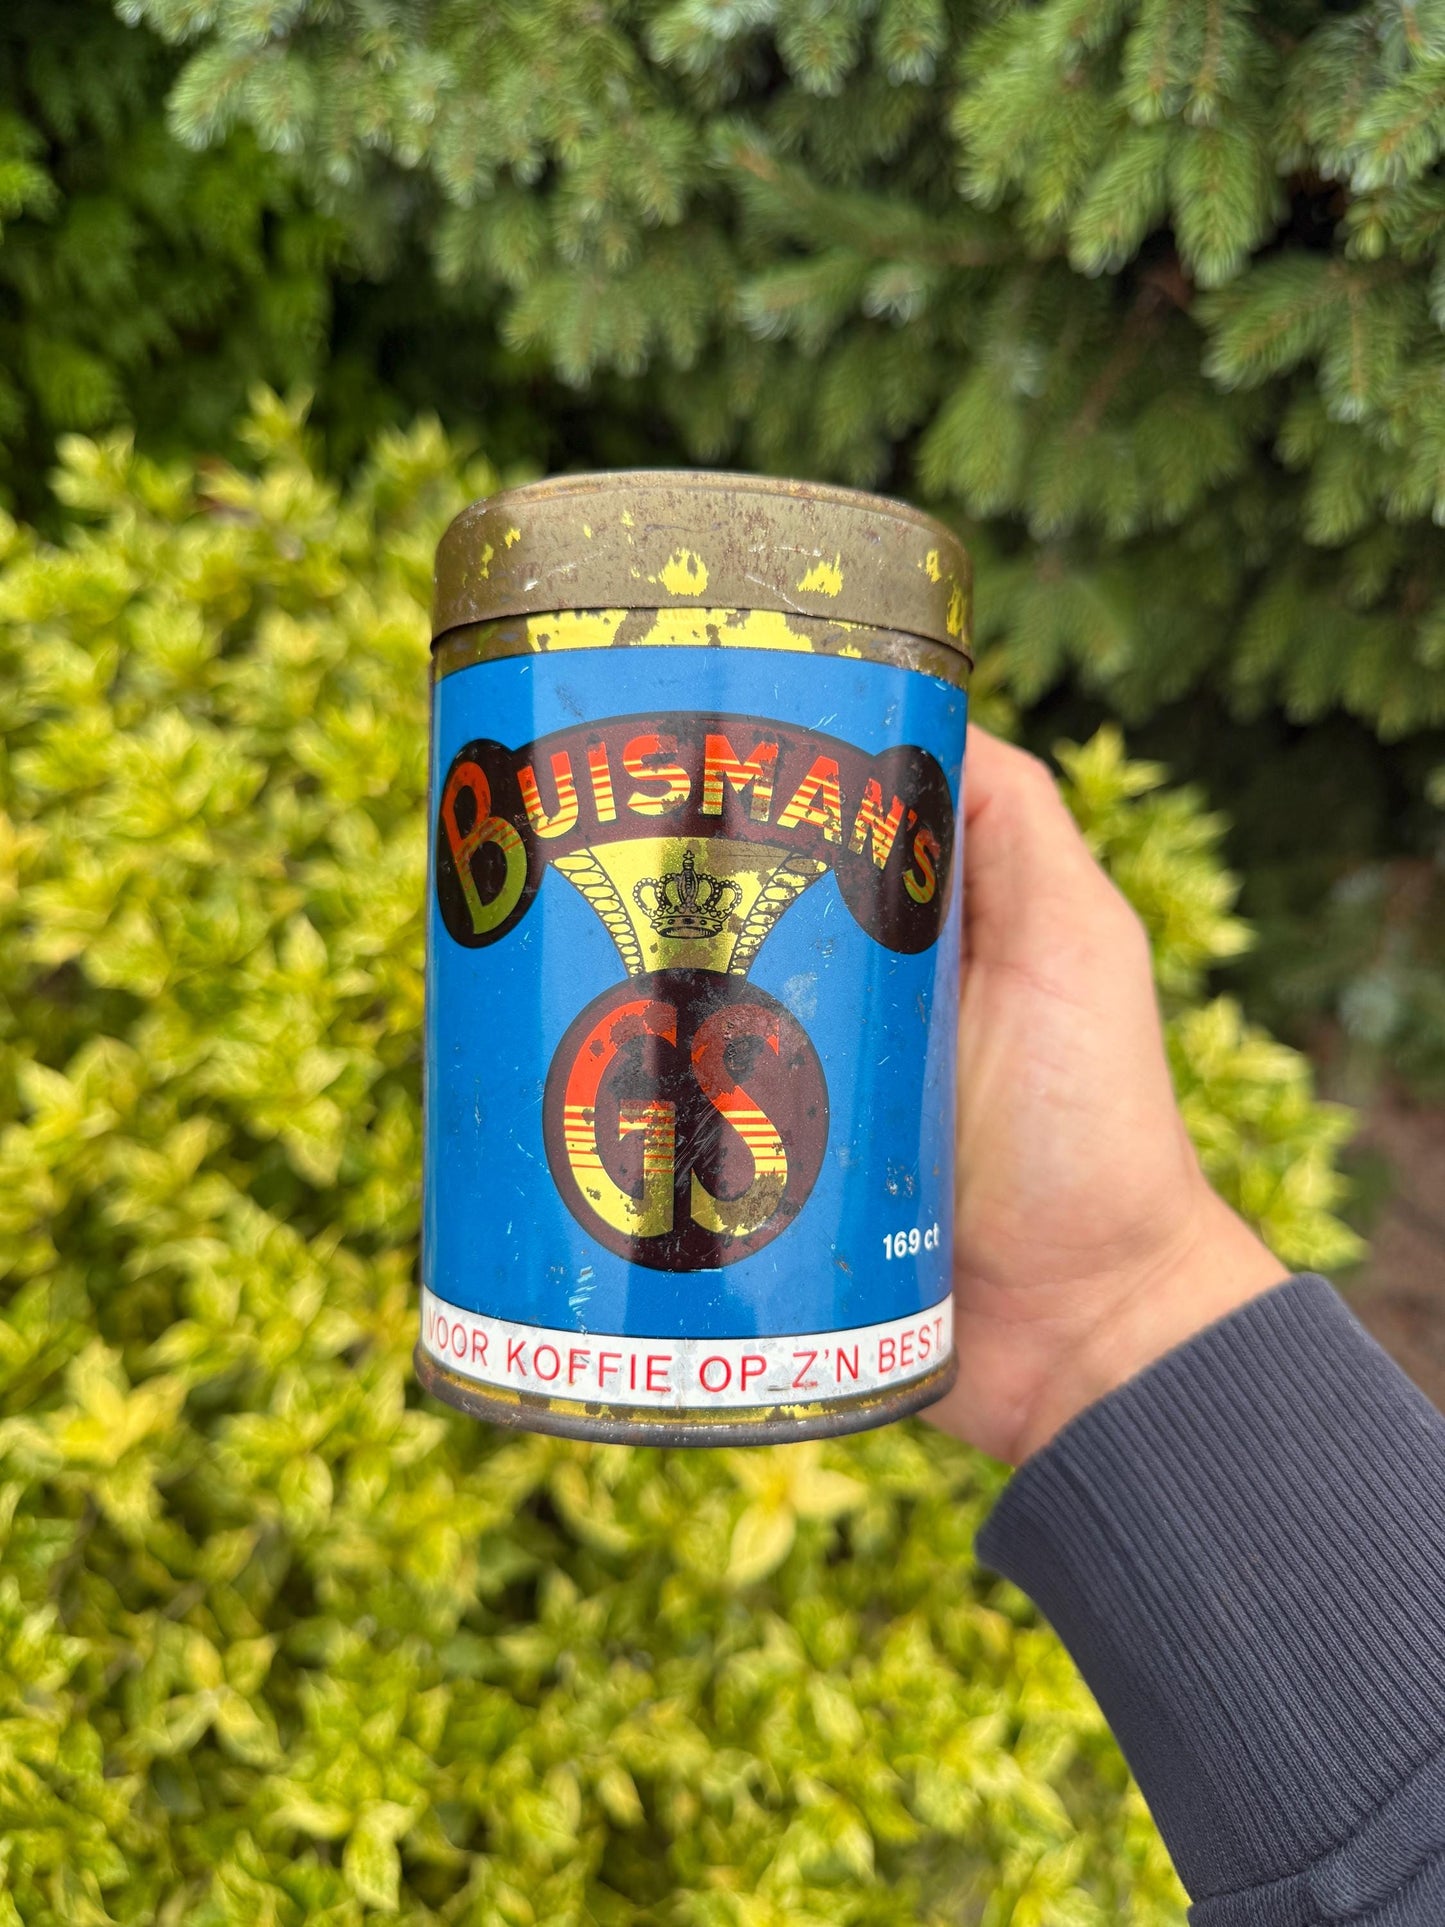 BUISMAN'S
GS
169 ct
VOOR KOFFIE OP Z'N BEST